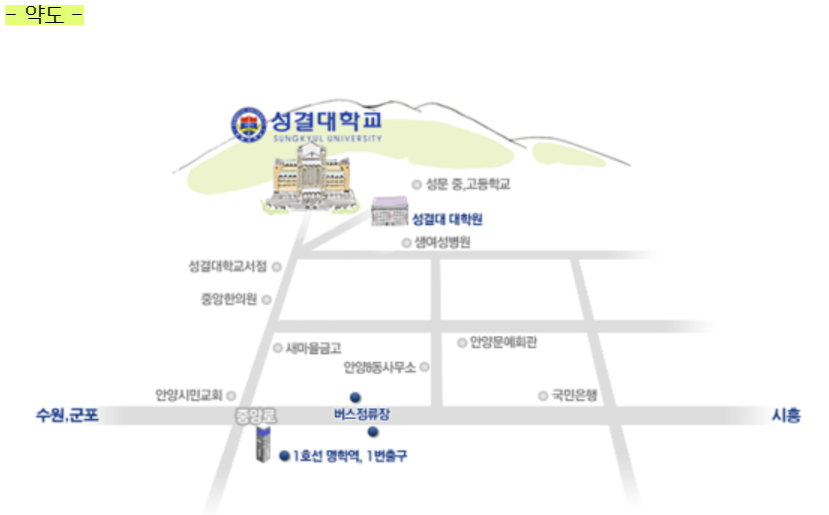 - 약도 -
성결대학교
SUNGKYUL UNIVERSITY
성문 중,고등학교
성결대 대학원
샘여성병원
성결대학교서점
중앙한의원
새마을금고
안양문예회관
안양8동사무소
안양시민교회
국민은행
수원,군포
중앙로
버스정류장
시흥
1호선 명학역, 1번출구